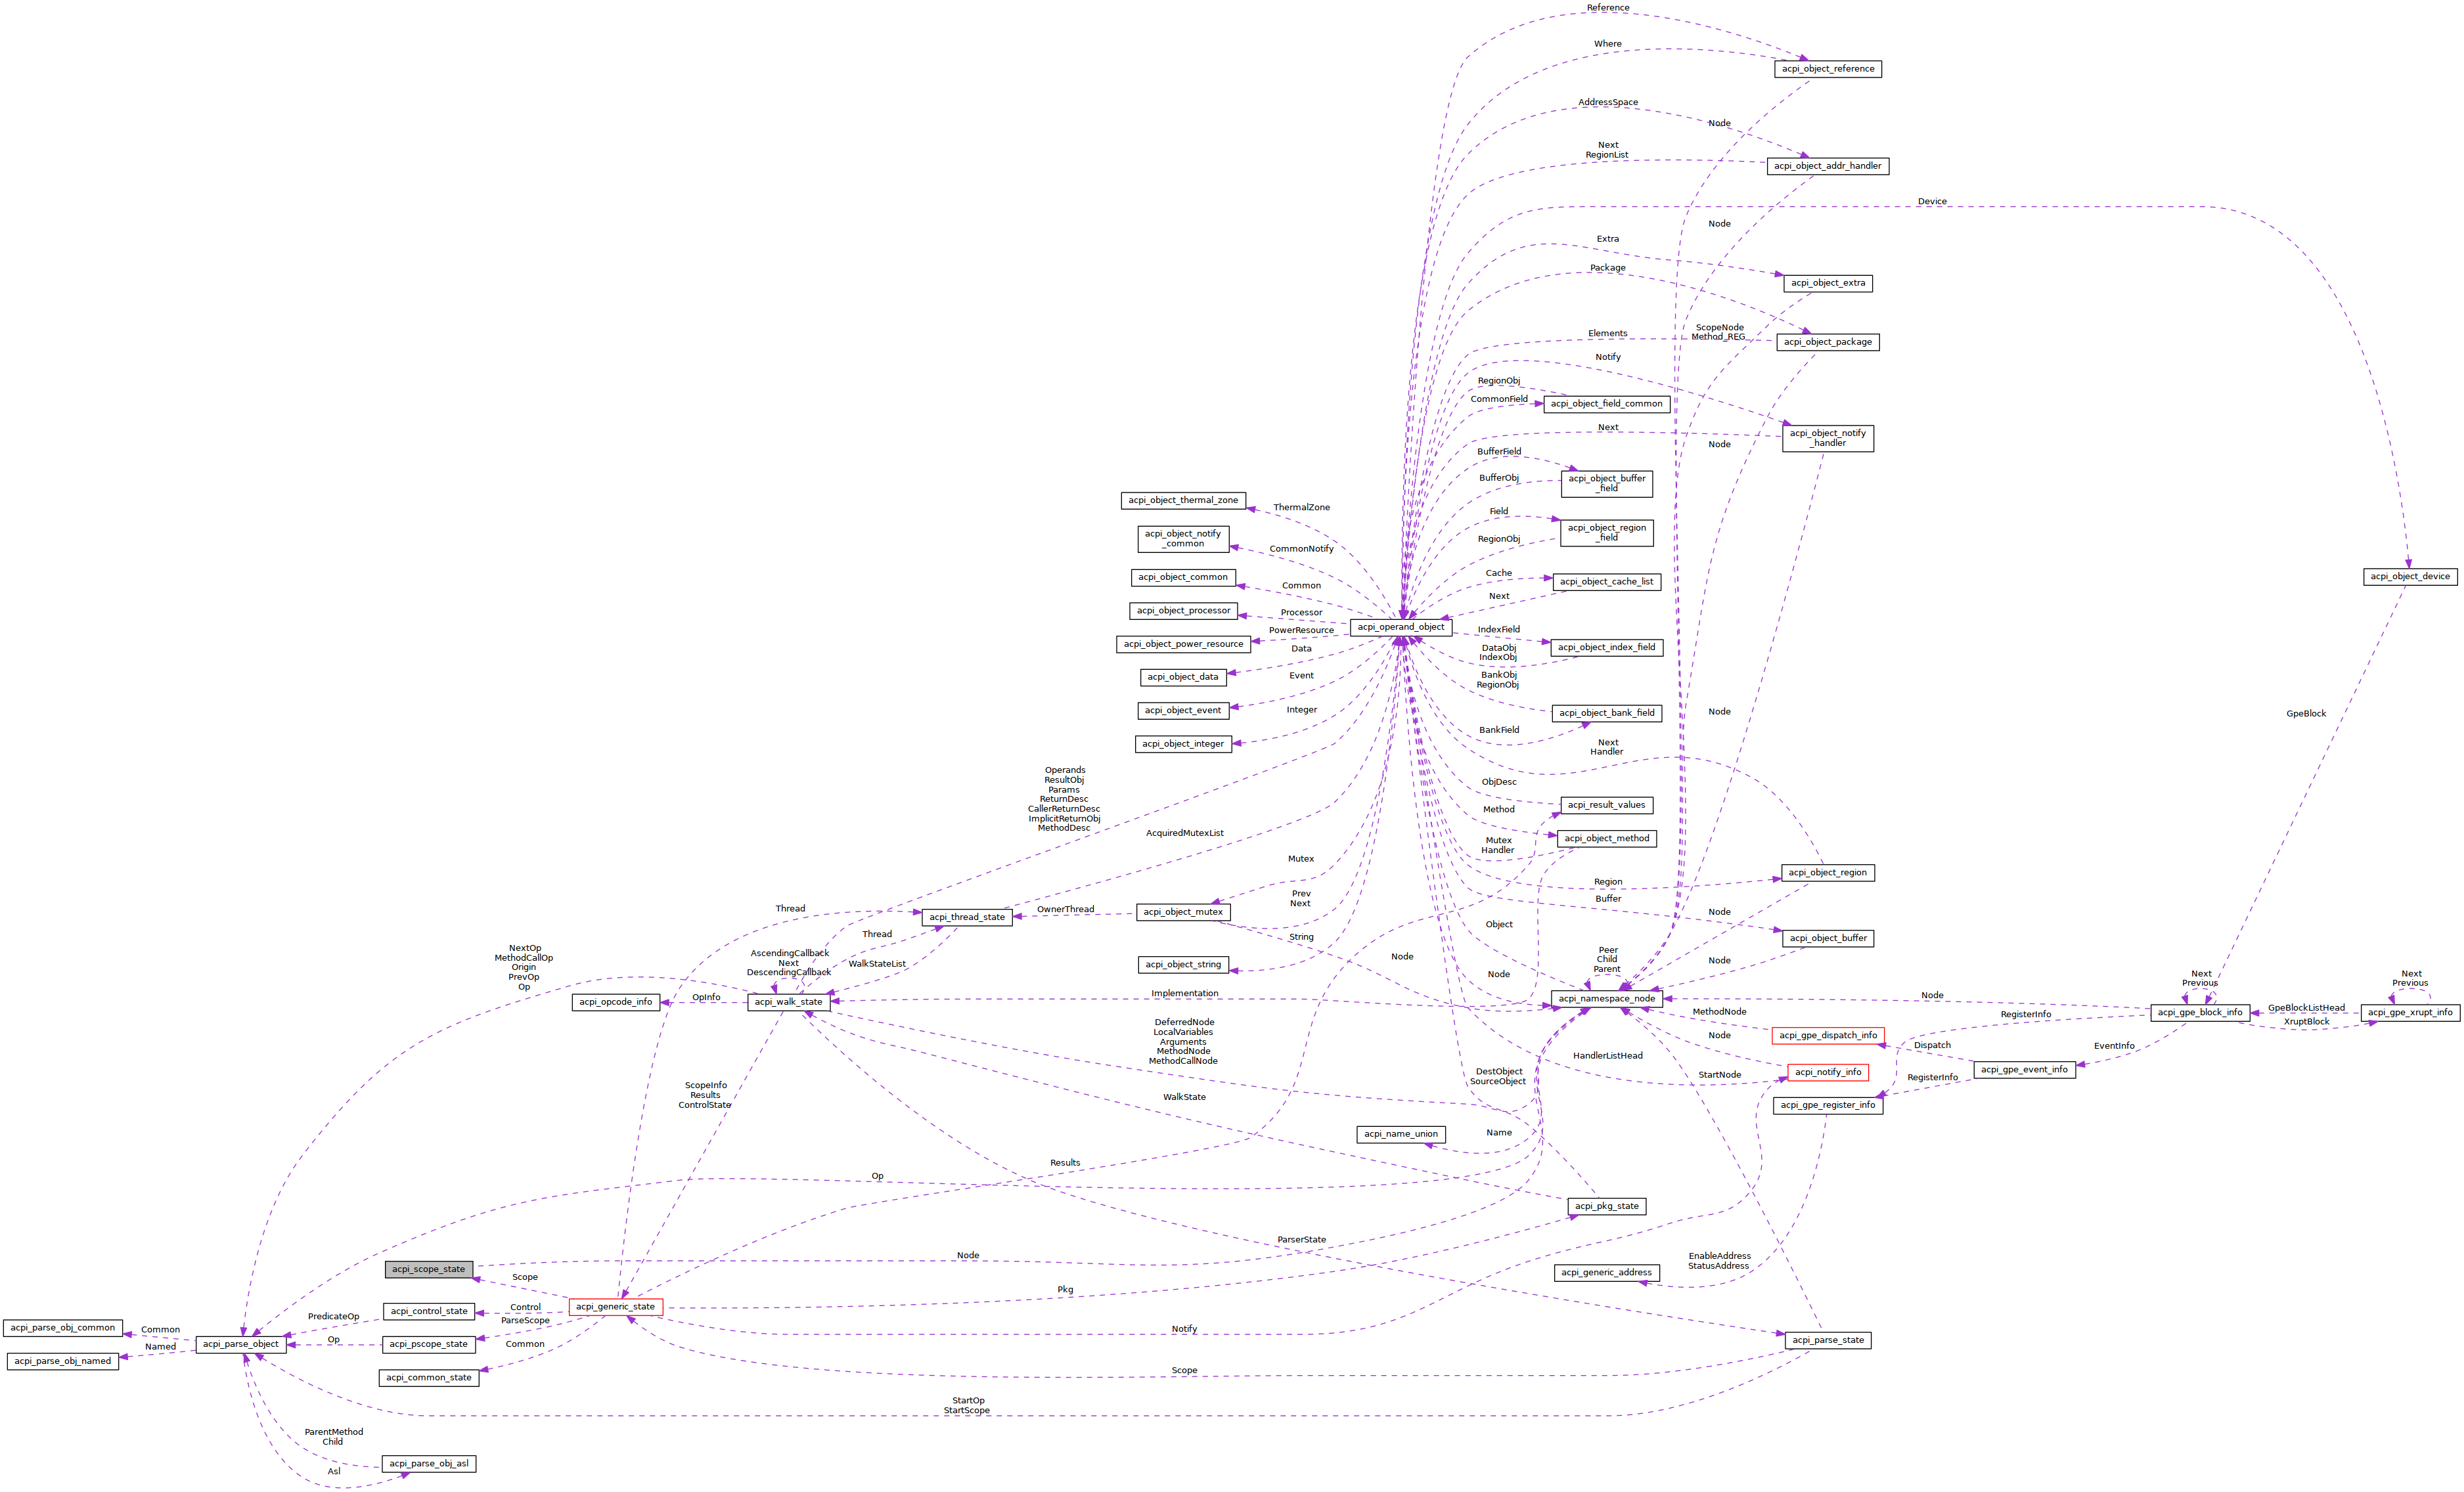 Reference
Where
acpi_object_reference
AddressSpace
Node
Next
RegionList
acpi_object_addr_handler
Device
Node
Extra
Package
acpi_object_extra
ScopeNode
Method_REG
Elements
acpi_object_package
Notify
RegionObj
CommonField
acpi_object_field_common
Next
acpi_object_notify
_handler
Node
BufferField
BufferObj
acpi_object_buffer
_field
acpi_object_thermal_zone
ThermalZone
Field
acpi_object_region
_field
acpi_object_notify
_common
RegionObj
CommonNotify
Cache
acpi_object_cache_list
acpi_object_device
acpi_object_common
Common
Next
acpi_object_processor
Processor
acpi_operand_object
IndexField
PowerResource
acpi_object_power_resource
Data
DataObj
IndexObj
acpi_object_index_field
acpi_object_data
Event
BankObj
RegionObj
acpi_object_event
Integer
acpi_object_bank_field
Node
GpeBlock
BankField
acpi_object_integer
Next
Handler
Operands
ResultObj
Params
ReturnDesc
CallerReturnDesc
ImplicitReturnObj
MethodDesc
ObjDesc
acpi_result_values
Method
AcquiredMutexList
Mutex
Handler
acpi_object_method
Mutex
acpi_object_region
Region
Prev
Next
Buffer
Thread
OwnerThread
acpi_object_mutex
acpi_thread_state
Node
Object
Thread
String
acpi_object_buffer
NextOp
MethodCallOp
Origin
PrevOp
Op
AscendingCallback
Next
DescendingCallback
WalkStateList
acpi_object_string
Node
Node
Peer
Child
Parent
Node
Next
Previous
Next
Previous
acpi_opcode_info
OpInfo
acpi_walk_state
Implementation
acpi_namespace_node
Node
acpi_gpe_block_info
GpeBlockListHead
acpi_gpe_xrupt_info
MethodNode
RegisterInfo
XruptBlock
DeferredNode
LocalVariables
Arguments
MethodNode
MethodCallNode
acpi_gpe_dispatch_info
Node
Dispatch
EventInfo
HandlerListHead
acpi_gpe_event_info
StartNode
acpi_notify_info
RegisterInfo
DestObject
SourceObject
acpi_gpe_register_info
ScopeInfo
Results
ControlState
WalkState
acpi_name_union
Name
Results
Op
acpi_pkg_state
ParserState
Node
EnableAddress
StatusAddress
acpi_scope_state
acpi_generic_address
Scope
Pkg
acpi_generic_state
acpi_control_state
Control
PredicateOp
ParseScope
acpi_parse_obj_common
Common
Notify
acpi_parse_object
Op
acpi_pscope_state
Common
acpi_parse_state
Named
acpi_parse_obj_named
acpi_common_state
Scope
StartOp
StartScope
ParentMethod
Child
acpi_parse_obj_asl
Asl